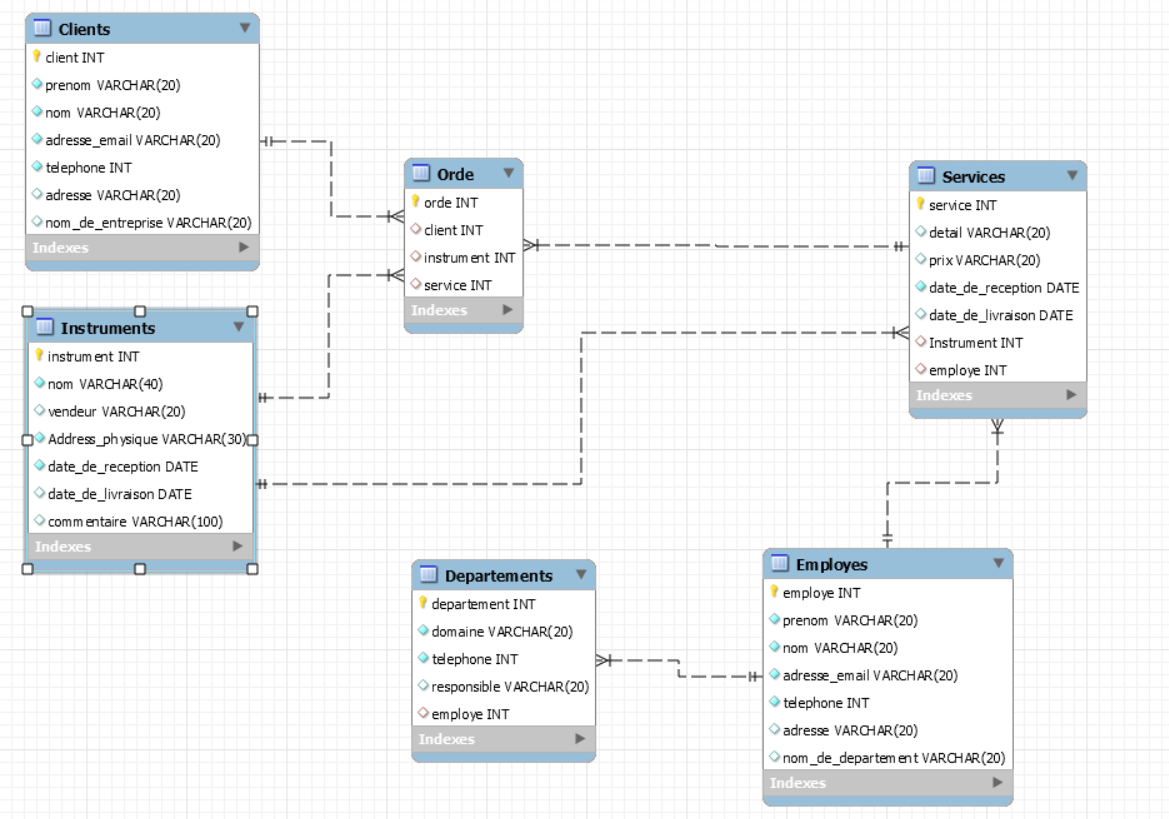 Clients
client INT
prenom VARCHAR(20)
nom VARCHAR(20)
adresse_email VARCHAR(20)
telephone INT
adresse VARCHAR(20)
nom_de_entreprise VARCHAR(20)
Indexes
Instruments
instrument INT
nom VARCHAR(40)
vendeur VARCHAR(20)
Address_physique VARCHAR(30)
date_de_reception DATE
date_de_livraison DATE
commentaire VARCHAR(100)
Indexes
Orde
orde INT
client INT
instrument INT
service INT
Indexes
Services
service INT
detail VARCHAR(20)
prix VARCHAR(20)
date_de_reception DATE
date_de_livraison DATE
Instrument INT
employe INT
Indexes
Departements
departement INT
domaine VARCHAR(20)
telephone INT
responsible VARCHAR(20)
employe INT
Indexes
Employes
employe INT
prenom VARCHAR(20)
nom VARCHAR(20)
adresse_email VARCHAR(20)
telephone INT
adresse VARCHAR(20)
nom_de_departement VARCHAR(20)
Indexes